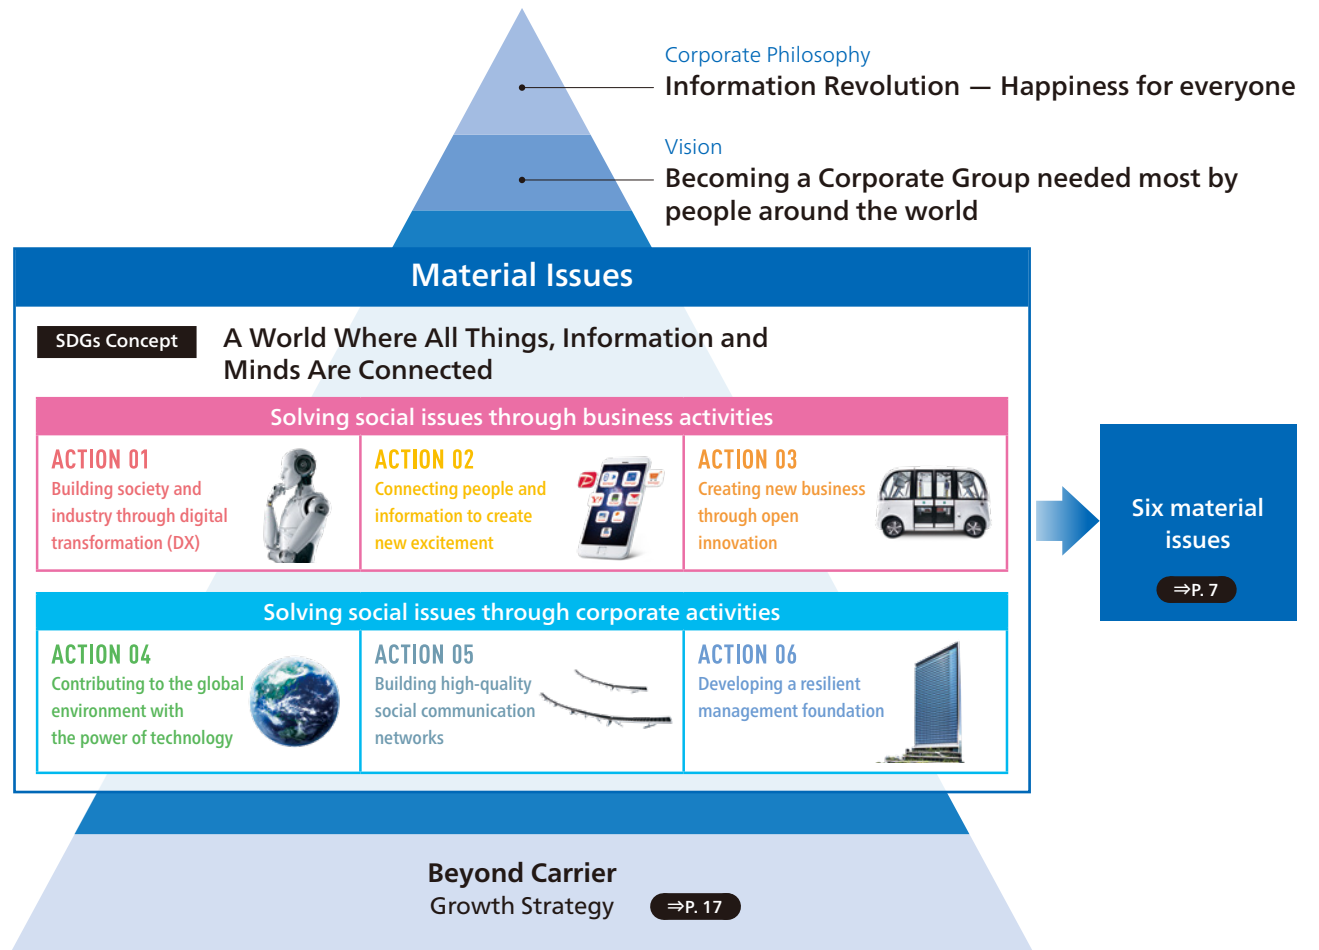 Corporate Philosophy
Information Revolution — Happiness for everyone
Vision
Becoming a Corporate Group needed most by
people around the world
Material Issues
SDGs Concept
A World Where All Things, Information and
Minds Are Connected
Solving social issues through business activities
ACTION 01
Building society and
industry through digital
transformation (DX)
ACTION 02
Connecting people and
information to create
new excitement
ACTION 03
Creating new business
through open
innovation
Solving social issues through corporate activities
ACTION 04
Contributing to the global
environment with
the power of technology
ACTION 05
Building high-quality
social communication
networks
ACTION 06
Developing a resilient
management foundation
Six material
issues
⇒P. 7
Beyond Carrier
Growth Strategy
⇒P. 17